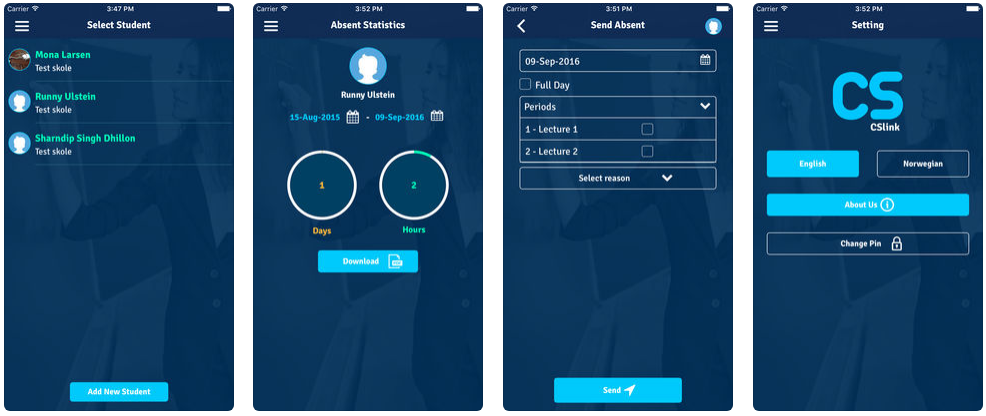 Carrier 3:47 PM
Select Student
Mona Larsen
Test skole
Runny Ulstein
Test skole
Sharndip Singh Dhillon
Test skole
Add New Student
Carrier 3:52 PM
Absent Statistics
Runny Ulstein
15-Aug-2015 - 09-Sep-2016
1 2
Days Hours
Download
Carrier 3:51 PM
Send Absent
09-Sep-2016
Full Day
Periods
1 - Lecture 1
2 - Lecture 2
Select reason
Send
Carrier 3:52 PM
Setting
CS
CSlink
English Norwegian
About Us
Change Pin